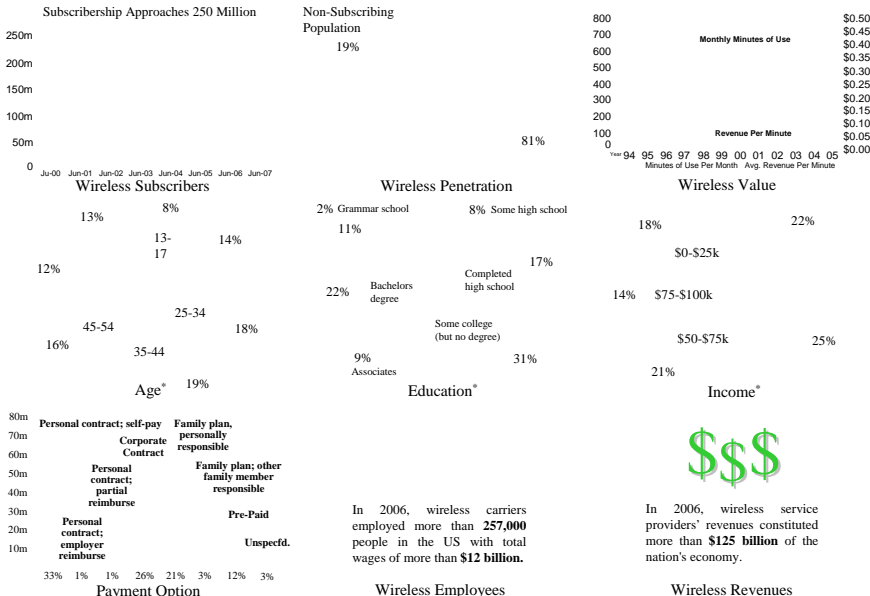 Subscribership Approaches 250 Million
250m
200m
150m
100m
50m
0
Ju-00 Jun-01 Jun-02 Jun-03 Jun-04 Jun-05 Jun-06 Jun-07
Wireless Subscribers
Non-Subscribing
Population
19%
81%
Wireless Penetration
800
700
600
500
400
300
200
100
0
Monthly Minutes of Use
Revenue Per Minute
$0.50
$0.45
$0.40
$0.35
$0.30
$0.25
$0.20
$0.15
$0.10
$0.05
$0.00
Year 94 95 96 97 98 99 00 01 02 03 04 05
Minutes of Use Per Month Avg. Revenue Per Minute
Wireless Value
13%
8%
13-
17
14%
12%
25-34
45-54
18%
16%
35-44
19%
Age*
2% Grammar school
8% Some high school
11%
17%
Completed
high school
22%
Bachelors
degree
Some college
(but no degree)
9%
Associates
31%
Education*
18%
22%
$0-$25k
14%
$75-$100k
$50-$75k
25%
21%
Income*
80m
70m
60m
50m
40m
30m
20m
10m
Personal contract; self-pay
Corporate
Contract
Personal
contract;
partial
reimburse
Personal
contract;
employer
reimburse
Family plan,
personally
responsible
Family plan; other
family member
responsible
Pre-Paid
Unspecfd.
33% 1% 1% 26% 21% 3% 12% 3%
Payment Option
In 2006, wireless carriers
employed more than 257,000
people in the US with total
wages of more than $12 billion.
Wireless Employees
$$$
In 2006, wireless service
providers' revenues constituted
more than $125 billion of the
nation's economy.
Wireless Revenues